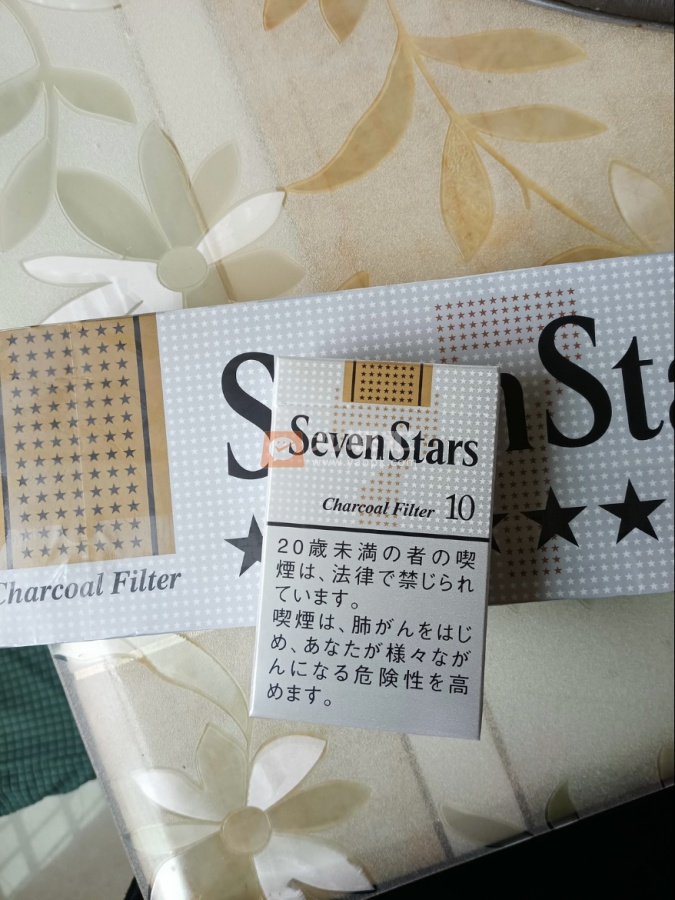 Seven Stars
Charcoal Filter 10
20歳未満の者の喫
煙は、法律で禁じられ
ています。
喫煙は、肺がんをはじ
め、あなたが様々なが
んになる危険性を高
めます。
S
nSta
Charcoal Filter